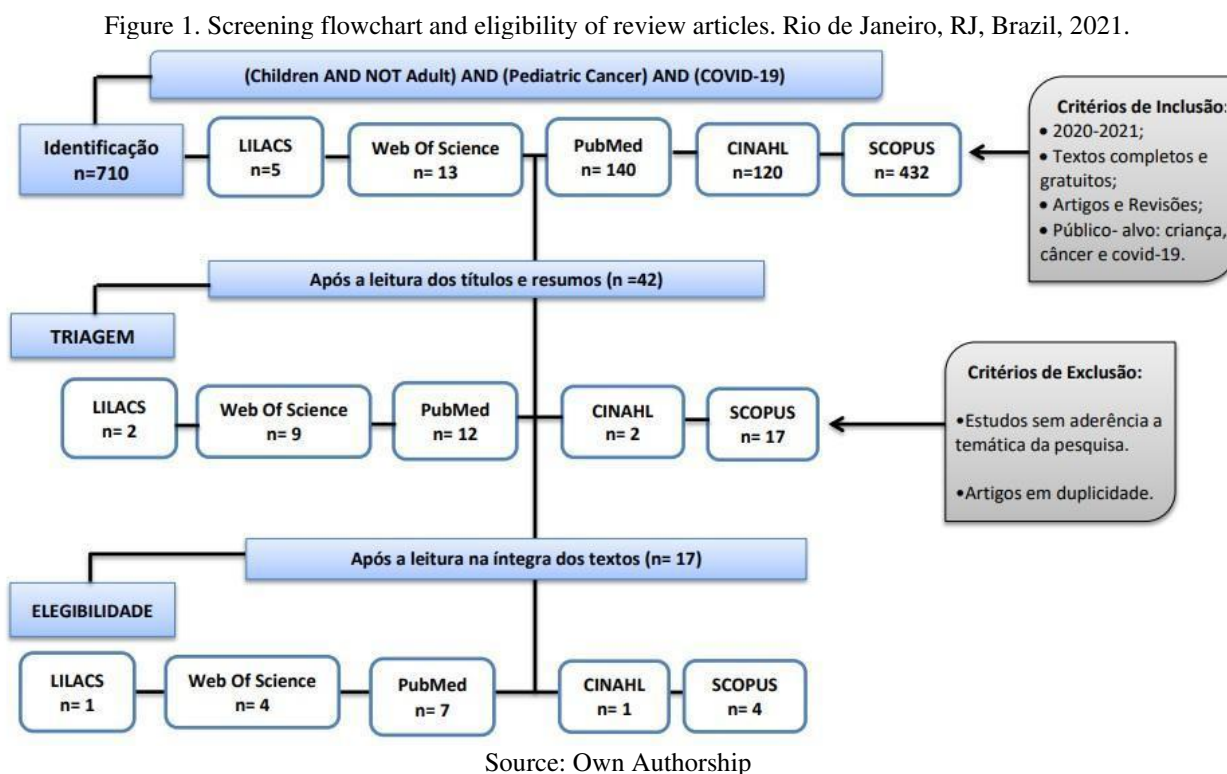 Figure 1. Screening flowchart and eligibility of review articles. Rio de Janeiro, RJ, Brazil, 2021.
(Children AND NOT Adult) AND (Pediatric Cancer) AND (COVID-19)
Identificação
n=710
LILACS
n=5
Web Of Science
n= 13
PubMed
n= 140
CINAHL
n=120
SCOPUS
n= 432
Critérios de Inclusão:
• 2020-2021;
• Textos completos e
gratuitos;
• Artigos e Revisões;
• Público- alvo: criança,
câncer e covid-19.
Após a leitura dos títulos e resumos (n =42)
TRIAGEM
LILACS
n= 2
Web Of Science
n= 9
PubMed
n= 12
CINAHL
n= 2
SCOPUS
n= 17
Critérios de Exclusão:
•Estudos sem aderência a
temática da pesquisa.
•Artigos em duplicidade.
Após a leitura na íntegra dos textos (n= 17)
ELEGIBILIDADE
LILACS
n= 1
Web Of Science
n= 4
PubMed
n= 7
CINAHL
n= 1
SCOPUS
n= 4
Source: Own Authorship